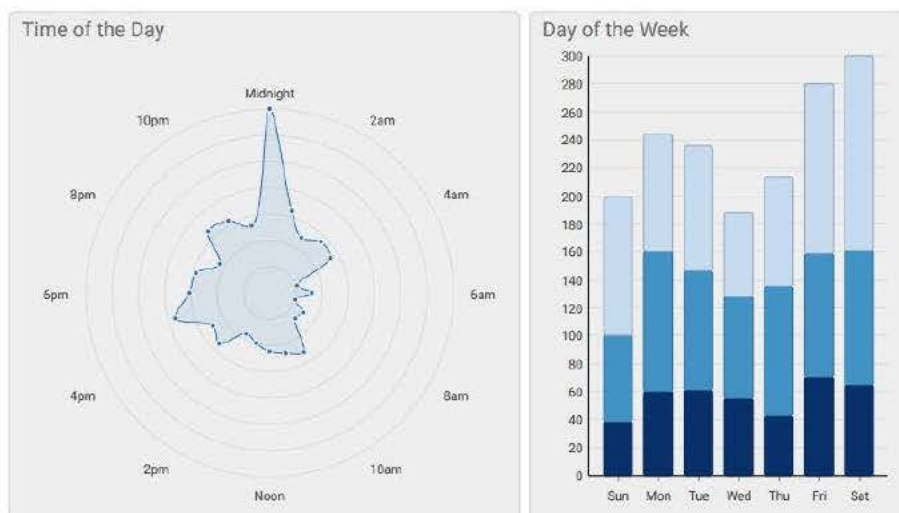 Time of the Day
Midnight
2am
4am
6am
8am
10am
Noon
2pm
4pm
6pm
8pm
10pm
Day of the Week
300
280
260
240
220
200
180
160
140
120
100
80
60
40
20
0
Sun Mon Tue Wed Thu Fri Sat